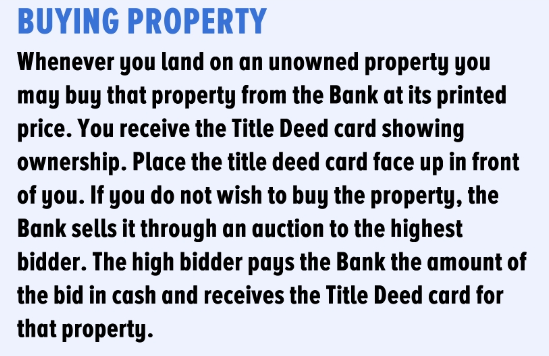 BUYING PROPERTY
Whenever you land on an unowned property you
may buy that property from the Bank at its printed
price. You receive the Title Deed card showing
ownership. Place the title deed card face up in front
of you. If you do not wish to buy the property, the
Bank sells it through an auction to the highest
bidder. The high bidder pays the Bank the amount of
the bid in cash and receives the Title Deed card for
that property.